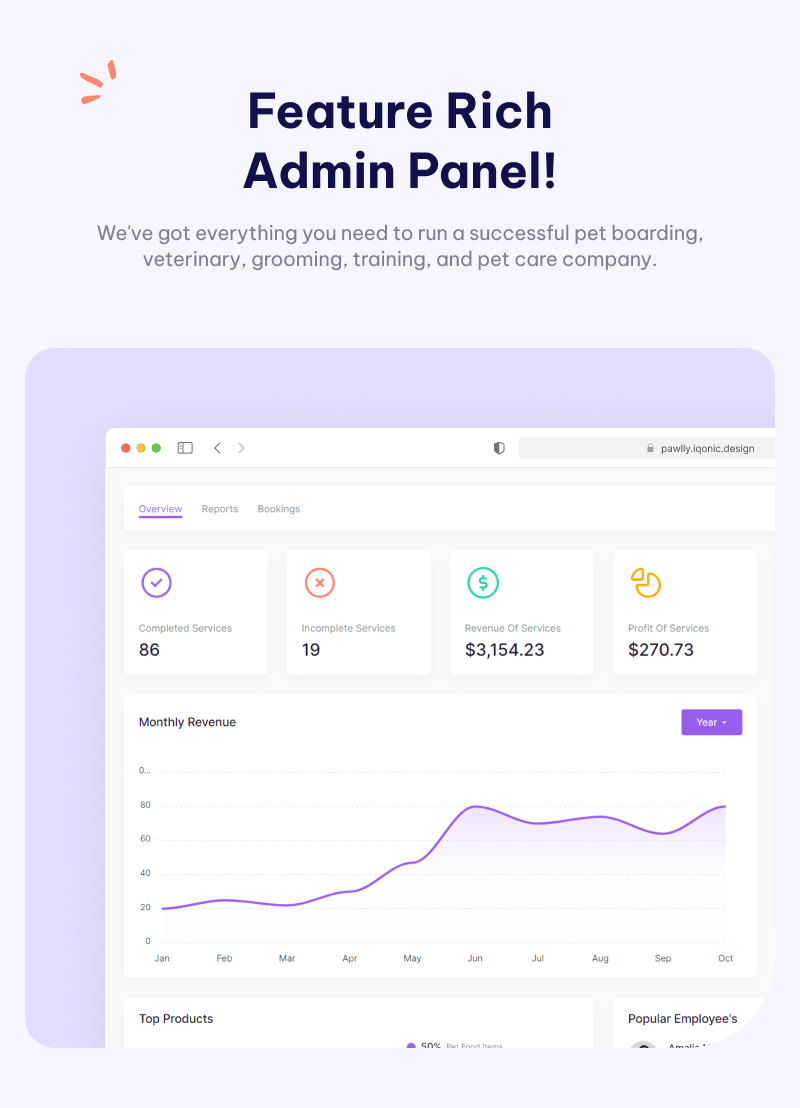 Feature Rich
Admin Panel!
We've got everything you need to run a successful pet boarding,
veterinary, grooming, training, and pet care company.
pawlly.iqonic.design
Overview Reports Bookings
Completed Services Incomplete Services Revenue Of Services Profit Of Services
86 19 $3,154.23 $270.73
Monthly Revenue Year
0...
80
60
40
20
0
Jan Feb Mar Apr May Jun Jul Aug Sep Oct
Top Products Popular Employee's
50% Pet Food Items